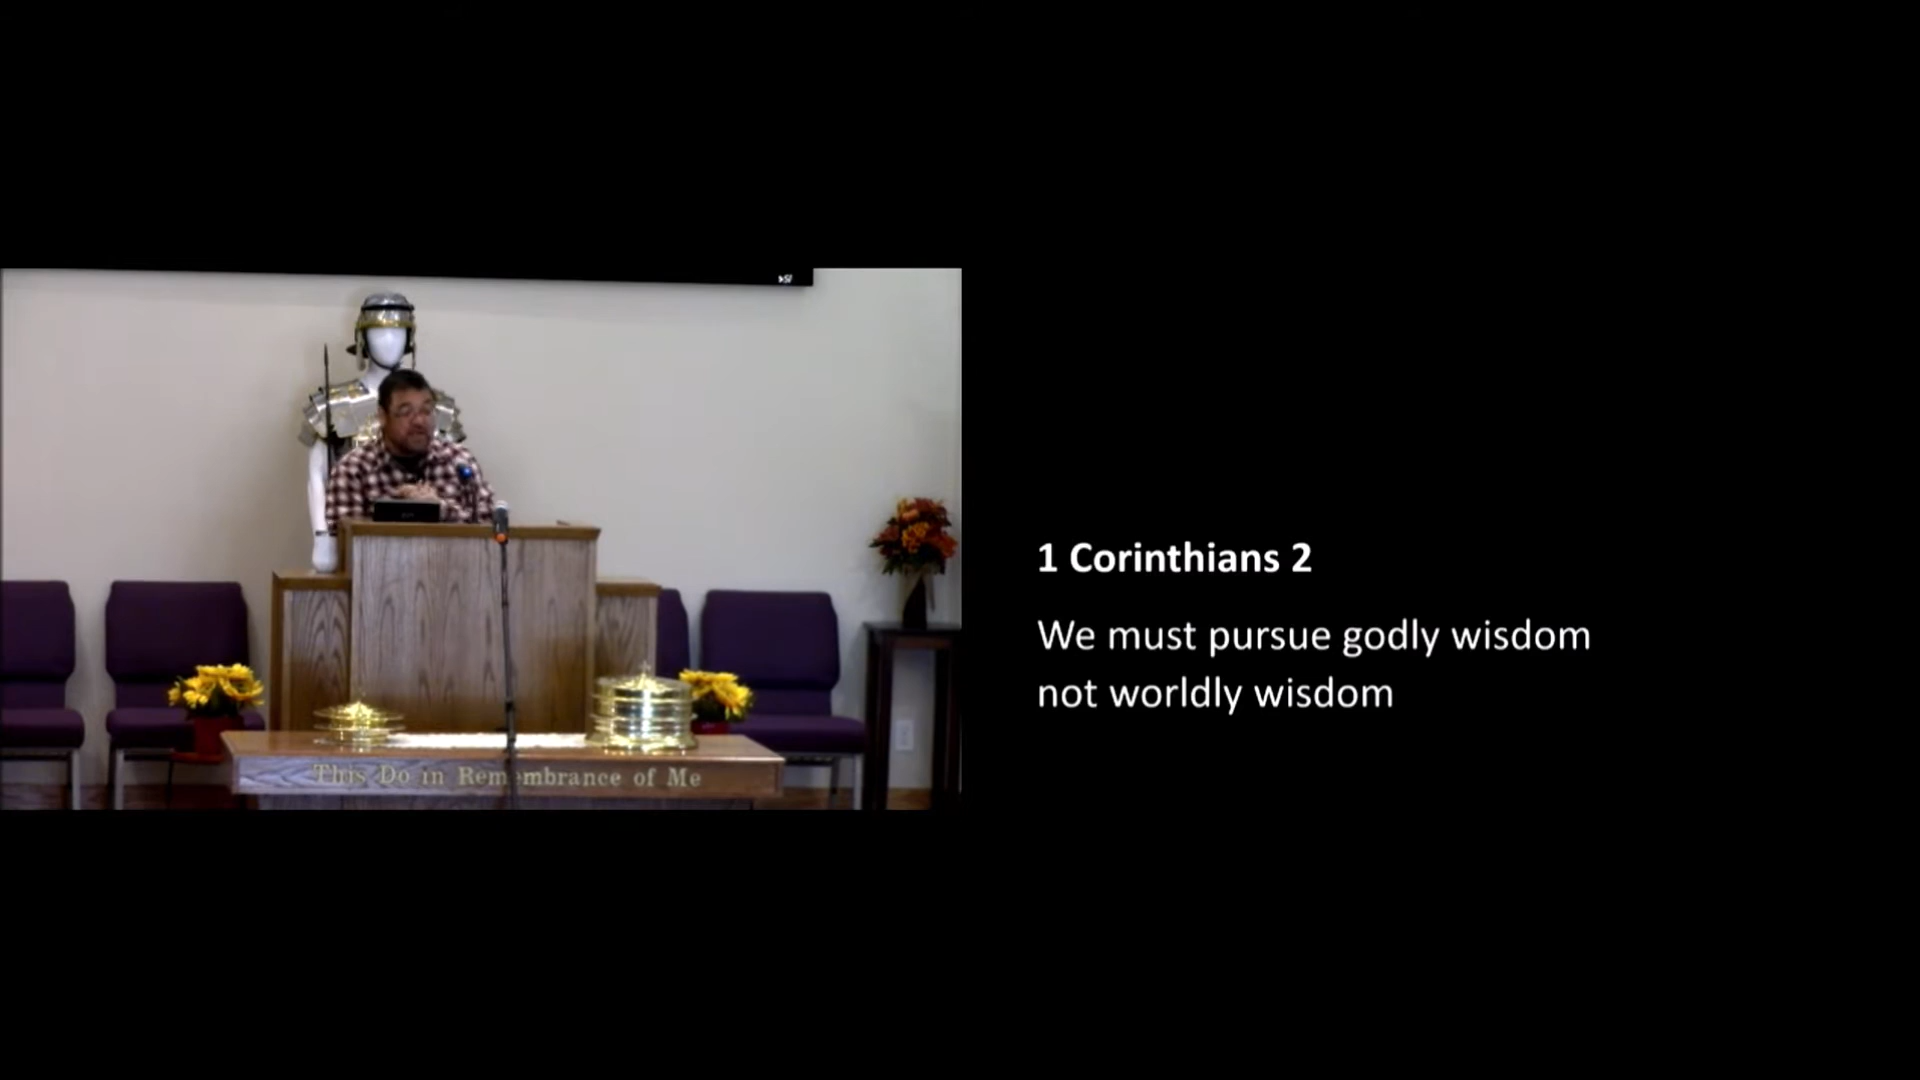 This Do in Remembrance of Me
1 Corinthians 2
We must pursue godly wisdom
not worldly wisdom